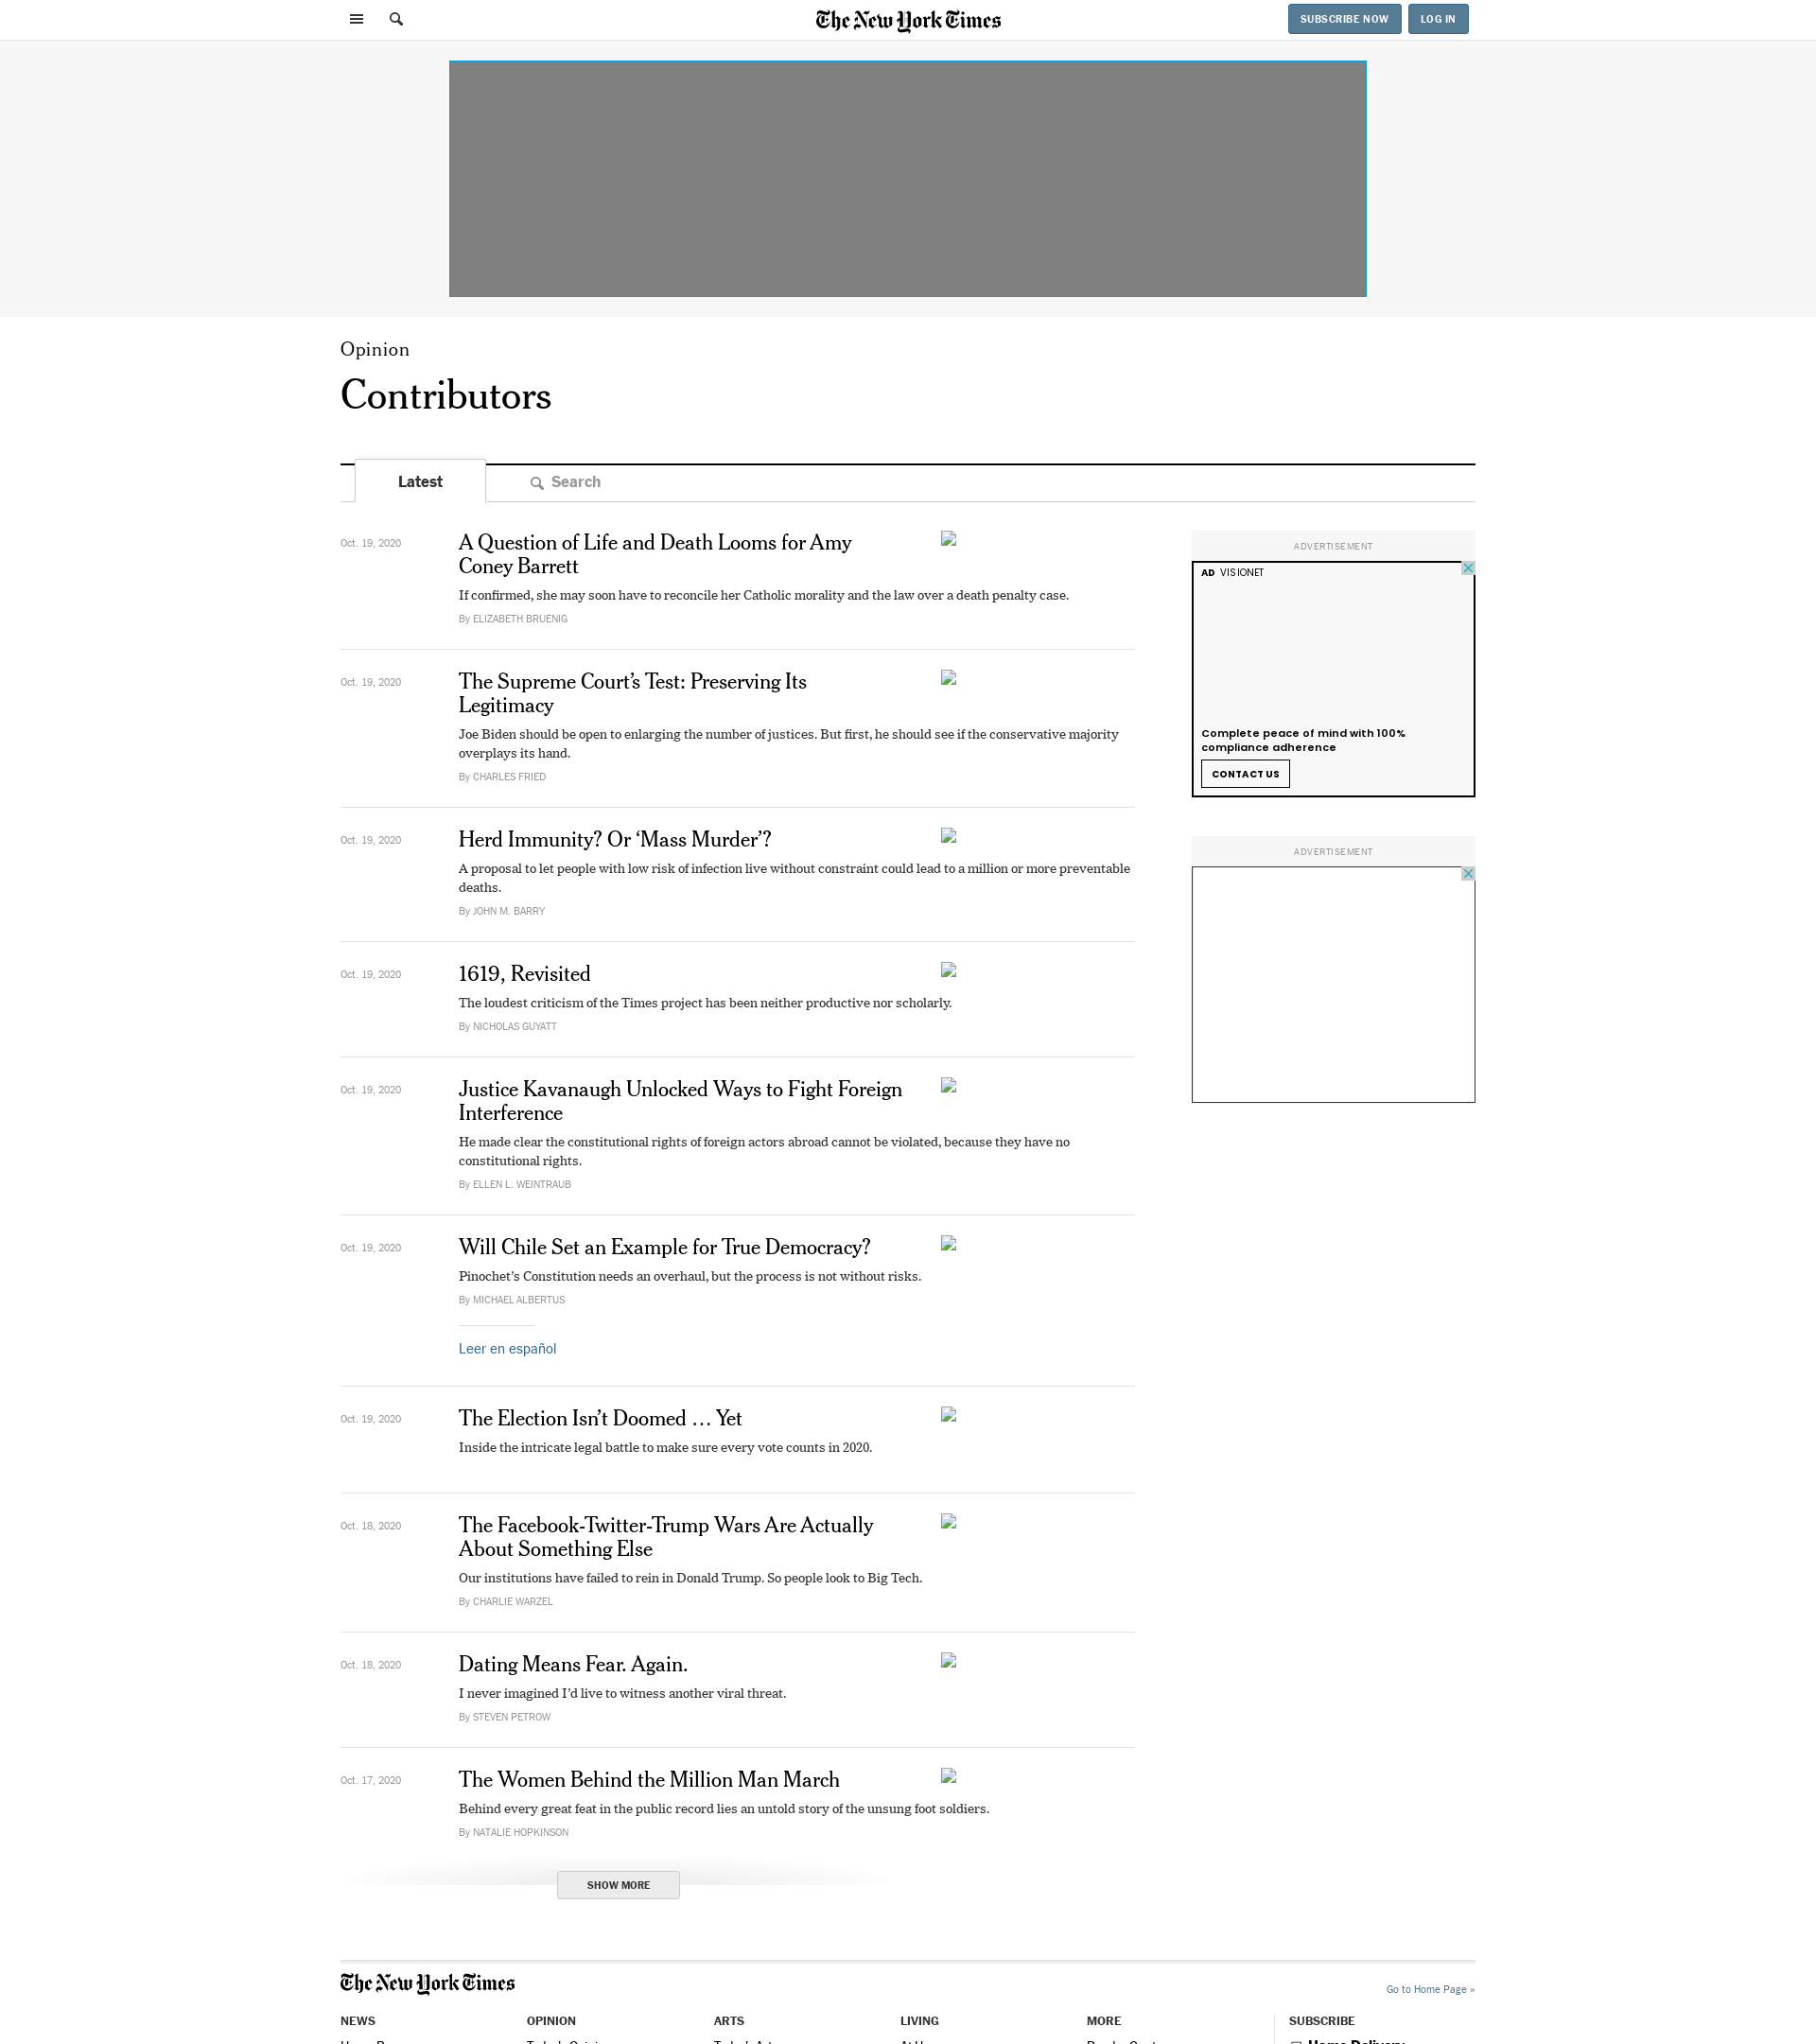 The New York Times
SUBSCRIBE NOW
LOG IN
Opinion
Contributors
Latest
Search
Oct. 19, 2020
A Question of Life and Death Looms for Amy
Coney Barrett
If confirmed, she may soon have to reconcile her Catholic morality and the law over a death penalty case.
By ELIZABETH BRUENIG
Oct. 19, 2020
The Supreme Court’s Test: Preserving Its
Legitimacy
Joe Biden should be open to enlarging the number of justices. But first, he should see if the conservative majority
overplays its hand.
By CHARLES FRIED
Oct. 19, 2020
Herd Immunity? Or ‘Mass Murder’?
A proposal to let people with low risk of infection live without constraint could lead to a million or more preventable
deaths.
By JOHN M. BARRY
Oct. 19, 2020
1619, Revisited
The loudest criticism of the Times project has been neither productive nor scholarly.
By NICHOLAS GUYATT
Oct. 19, 2020
Justice Kavanaugh Unlocked Ways to Fight Foreign
Interference
He made clear the constitutional rights of foreign actors abroad cannot be violated, because they have no
constitutional rights.
By ELLEN L. WEINTRAUB
Oct. 19, 2020
Will Chile Set an Example for True Democracy?
Pinochet’s Constitution needs an overhaul, but the process is not without risks.
By MICHAEL ALBERTUS
Leer en español
Oct. 19, 2020
The Election Isn’t Doomed … Yet
Inside the intricate legal battle to make sure every vote counts in 2020.
Oct. 18, 2020
The Facebook-Twitter-Trump Wars Are Actually
About Something Else
Our institutions have failed to rein in Donald Trump. So people look to Big Tech.
By CHARLIE WARZEL
Oct. 18, 2020
Dating Means Fear. Again.
I never imagined I’d live to witness another viral threat.
By STEVEN PETROW
Oct. 17, 2020
The Women Behind the Million Man March
Behind every great feat in the public record lies an untold story of the unsung foot soldiers.
By NATALIE HOPKINSON
SHOW MORE
ADVERTISEMENT
AD VISIONET
Complete peace of mind with 100%
compliance adherence
CONTACT US
ADVERTISEMENT
The New York Times
Go to Home Page »
NEWS
OPINION
ARTS
LIVING
MORE
SUBSCRIBE
Home Delivery